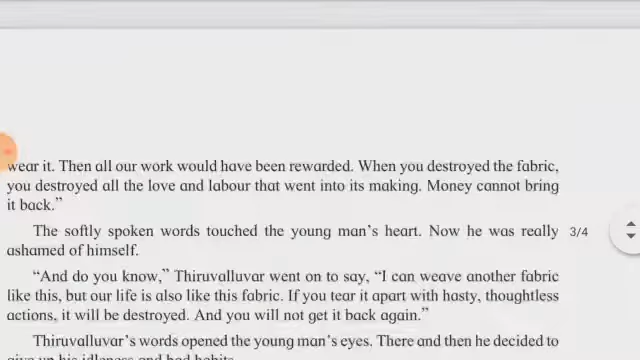 wear it. Then all our work would have been rewarded. When you destroyed the fabric,
you destroyed all the love and labour that went into its making. Money cannot bring
it back.”
The softly spoken words touched the young man’s heart. Now he was really
3/4
ashamed of himself.
“And do you know,” Thiruvalluvar went on to say, “I can weave another fabric
like this, but our life is also like this fabric. If you tear it apart with hasty, thoughtless
actions, it will be destroyed. And you will not get it back again.”
Thiruvalluvar’s words opened the young man’s eyes. There and then he decided to
give up his idleness and bad habits.